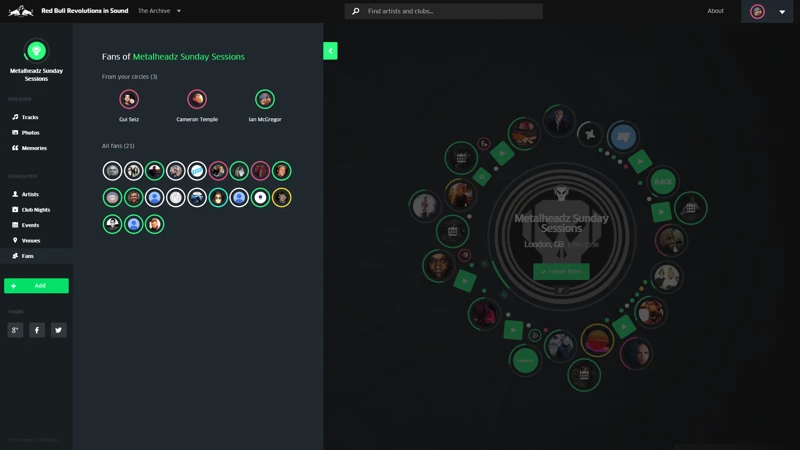 Red Bull Revolutions in Sound
The Archive
Find artists and clubs...
About
Metalheadz Sunday
Sessions
DISCOVER
Tracks
Photos
Memories
Artists
Club Nights
Events
Venues
Fans
Add
SHARE
Fans of Metalheadz Sunday Sessions
From your circles (3)
Gui Seiz
Cameron Temple
Ian McGregor
All fans (21)
Metalheadz Sunday
Sessions
London, GB
I went there